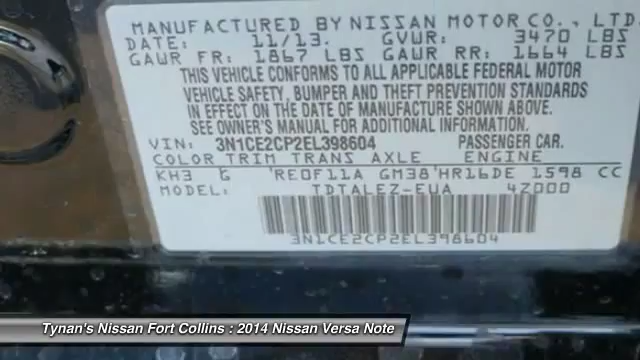 MANUFACTURED BY NISSAN MOTOR CO., LTD
DATE: 11/13. GVWR: 3470 LBS
GAWR FR: 1867 LBS GAWR RR: 1664 LBS
THIS VEHICLE CONFORMS TO ALL APPLICABLE FEDERAL MOTOR
VEHICLE SAFETY, BUMPER AND THEFT PREVENTION STANDARDS
IN EFFECT ON THE DATE OF MANUFACTURE SHOWN ABOVE.
SEE OWNER'S MANUAL FOR ADDITIONAL INFORMATION.
VIN: 3N1CE2CP2EL398604 PASSENGER CAR.
COLOR TRIM TRANS AXLE ENGINE
KH3 G 'RE0F11A GM38'HR16DE 1598 CC
MODEL: TDTALEZ-EUA 4Z000
3N1CE2CP2EL398604
Tynan's Nissan Fort Collins : 2014 Nissan Versa Note